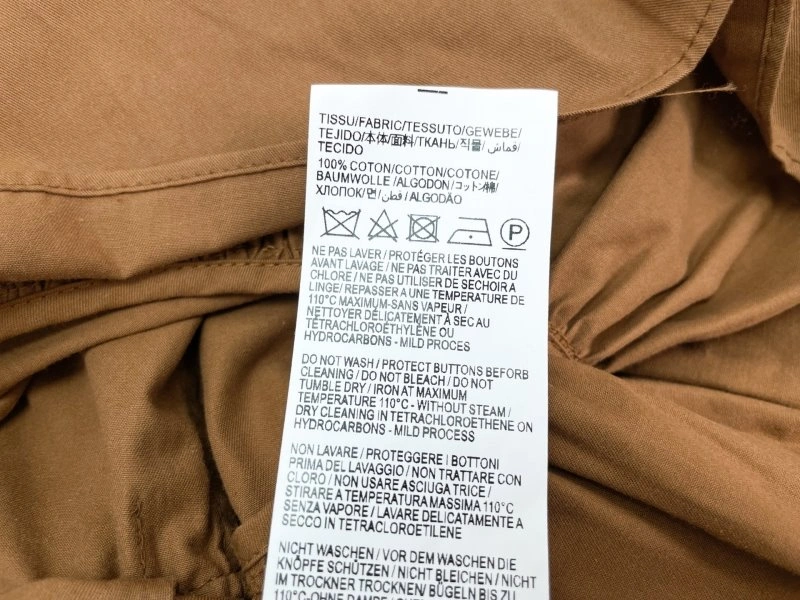 TISSU/FABRIC/TESSUTO/GEWEBE/
TEJIDO/本体/面料/ТКАНЬ/직물/قماش/
TECIDO
100% COTON/COTTON/COTONE/
BAUMWOLLE/ALGODON/コットン/棉/
ХЛОПОК/면/قطن/ALGODÃO
P
NE PAS LAVER / PROTÉGER LES BOUTONS
AVANT LAVAGE / NE PAS TRAITER AVEC DU
CHLORE / NE PAS UTILISER DE SECHOIR A
LINGE / REPASSER A UNE TEMPERATURE DE
110°C MAXIMUM-SANS VAPEUR /
NETTOYER DÉLICATEMENT À SEC AU
TÉTRACHLOROÉTHYLÈNE OU
HYDROCARBONS - MILD PROCES
DO NOT WASH / PROTECT BUTTONS BEFORB
CLEANING / DO NOT BLEACH / DO NOT
TUMBLE DRY / IRON AT MAXIMUM
TEMPERATURE 110°C - WITHOUT STEAM /
DRY CLEANING IN TETRACHLOROETHENE ON
HYDROCARBONS - MILD PROCESS
NON LAVARE / PROTEGGERE I BOTTONI
PRIMA DEL LAVAGGIO / NON TRATTARE CON
CLORO / NON USARE ASCIUGA TRICE /
STIRARE A TEMPERATURA MASSIMA 110°C
SENZA VAPORE / LAVARE DELICATAMENTE A
SECCO IN TETRACLOROETILENE
NICHT WASCHEN / VOR DEM WASCHEN DIE
KNÖPFE SCHÜTZEN / NICHT BLEICHEN / NICHT
IM TROCKNER TROCKNEN/ BÜGELN BIS ZU
110°C-OHNE DAMPF